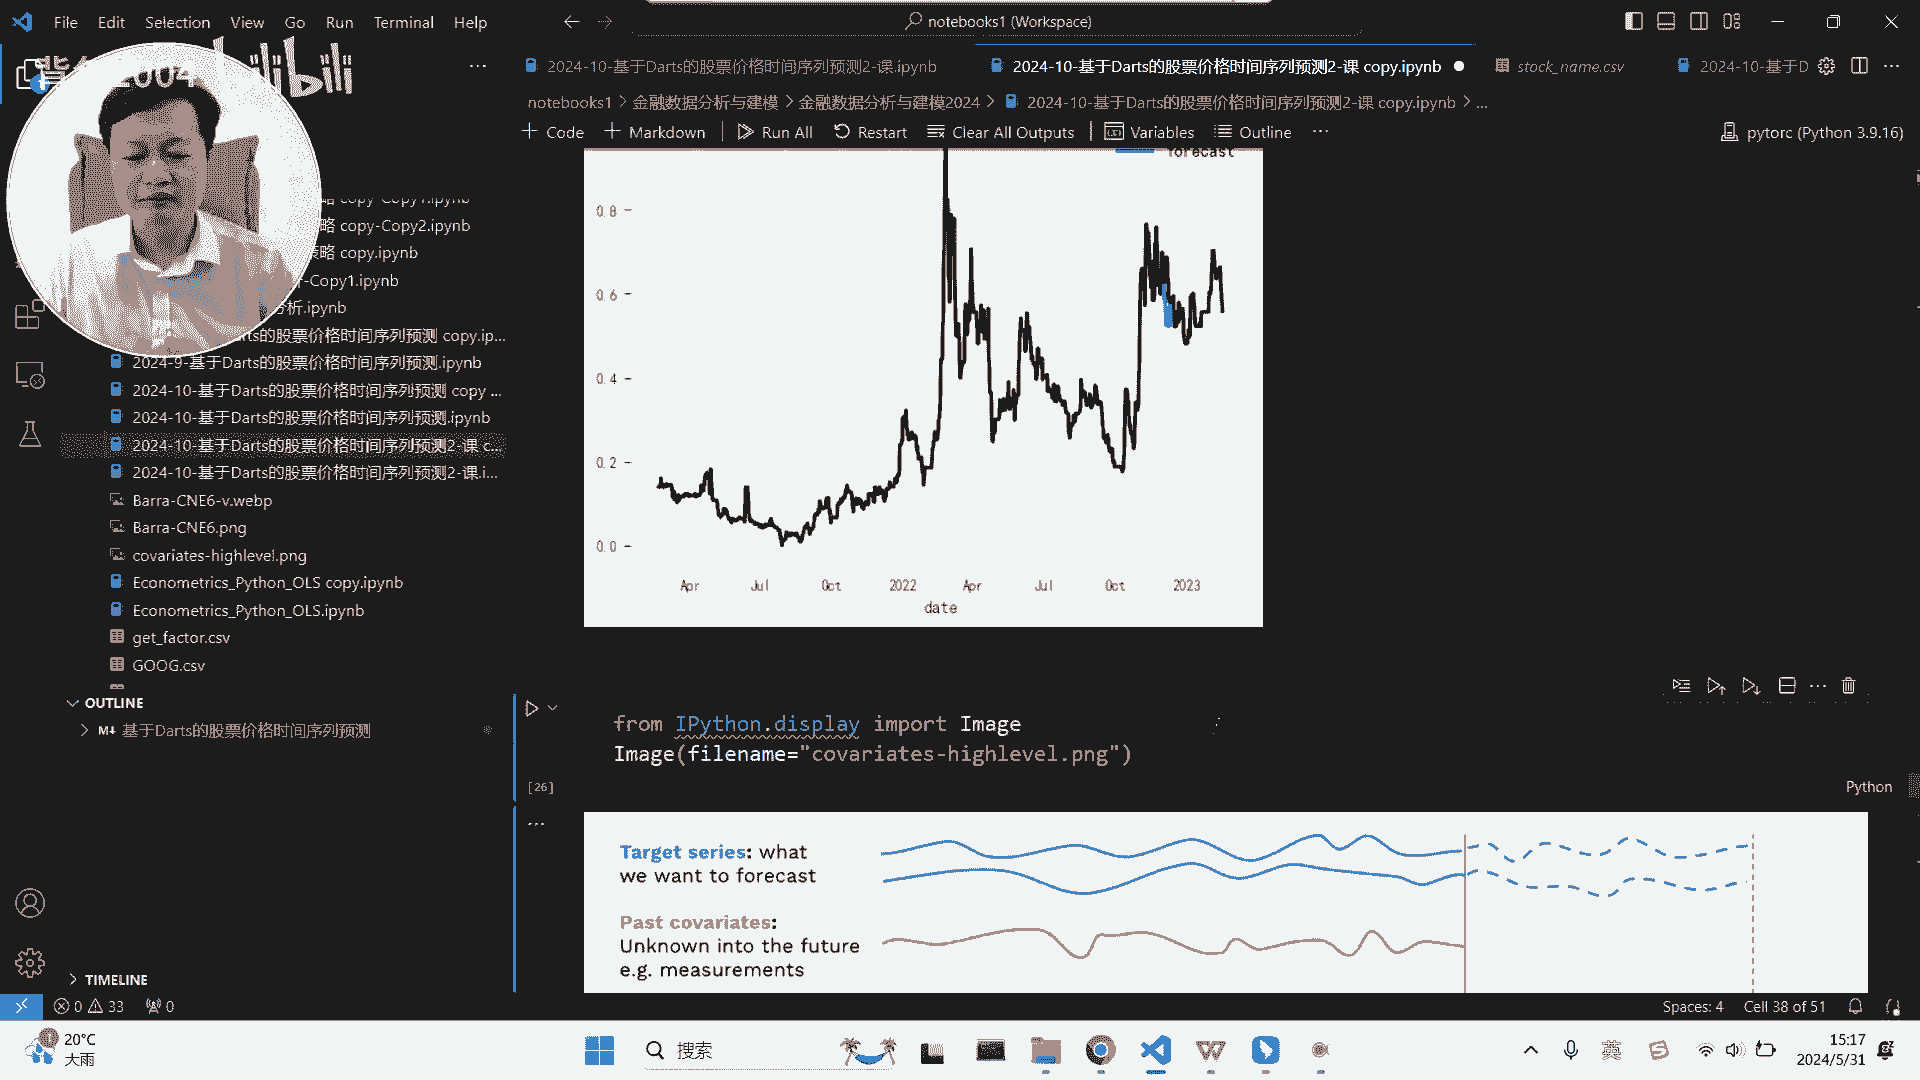 File Edit Selection View Go Run Terminal Help
notebooks1 (Workspace)
2004 bilibili
2024-10-基于Darts的股票价格时间序列预测2-课.ipynb
2024-10-基于Darts的股票价格时间序列预测2-课 copy.ipynb
stock_name.csv
2024-10-基于D
notebooks1 > 金融数据分析与建模 > 金融数据分析与建模2024 > 2024-10-基于Darts的股票价格时间序列预测2-课 copy.ipynb > ...
+ Code + Markdown Run All Restart Clear All Outputs Variables Outline ...
pytorc (Python 3.9.16)
略 copy-Copy1.ipynb
略 copy-Copy2.ipynb
策略 copy.ipynb
-Copy1.ipynb
分析.ipynb
arts的股票价格时间序列预测 copy.ip...
2024-9-基于Darts的股票价格时间序列预测.ipynb
2024-10-基于Darts的股票价格时间序列预测 copy ...
2024-10-基于Darts的股票价格时间序列预测.ipynb
2024-10-基于Darts的股票价格时间序列预测2-课 c...
2024-10-基于Darts的股票价格时间序列预测2-课.i...
Barra-CNE6-v.webp
Barra-CNE6.png
covariates-highlevel.png
Econometrics_Python_OLS copy.ipynb
Econometrics_Python_OLS.ipynb
get_factor.csv
GOOG.csv
OUTLINE
M↓ 基于Darts的股票价格时间序列预测
TIMELINE
forecast
0.8
0.6
0.4
0.2
0.0
Apr Jul Oct 2022 Apr Jul Oct 2023
date
from IPython.display import Image
Image(filename="covariates-highlevel.png")
[26]
Python
Target series: what
we want to forecast
Past covariates:
Unknown into the future
e.g. measurements
0 33 0
Spaces: 4 Cell 38 of 51
20°C
大雨
搜索
英
15:17
2024/5/31